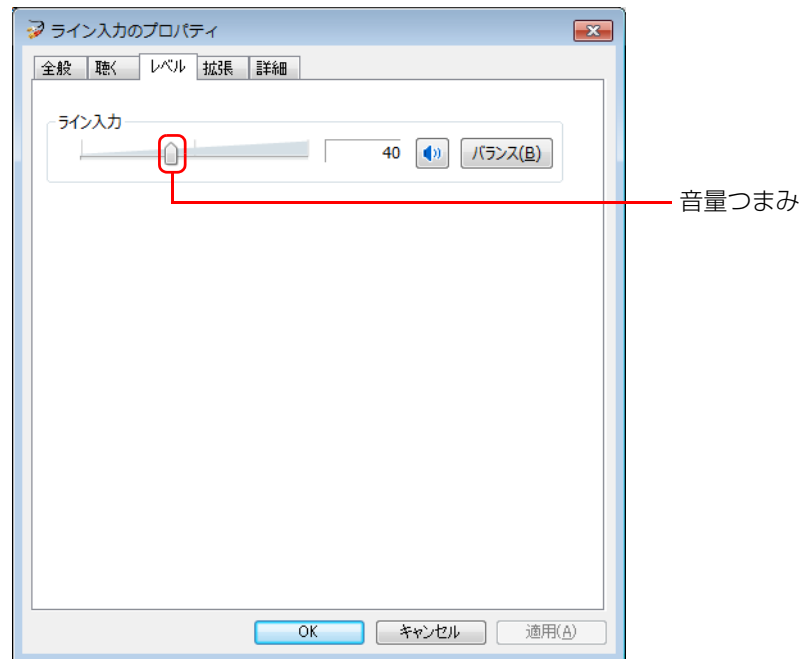 ライン入力のプロパティ
全般 聴く レベル 拡張 詳細
ライン入力
40 バランス(B)
音量つまみ
OK キャンセル 適用(A)